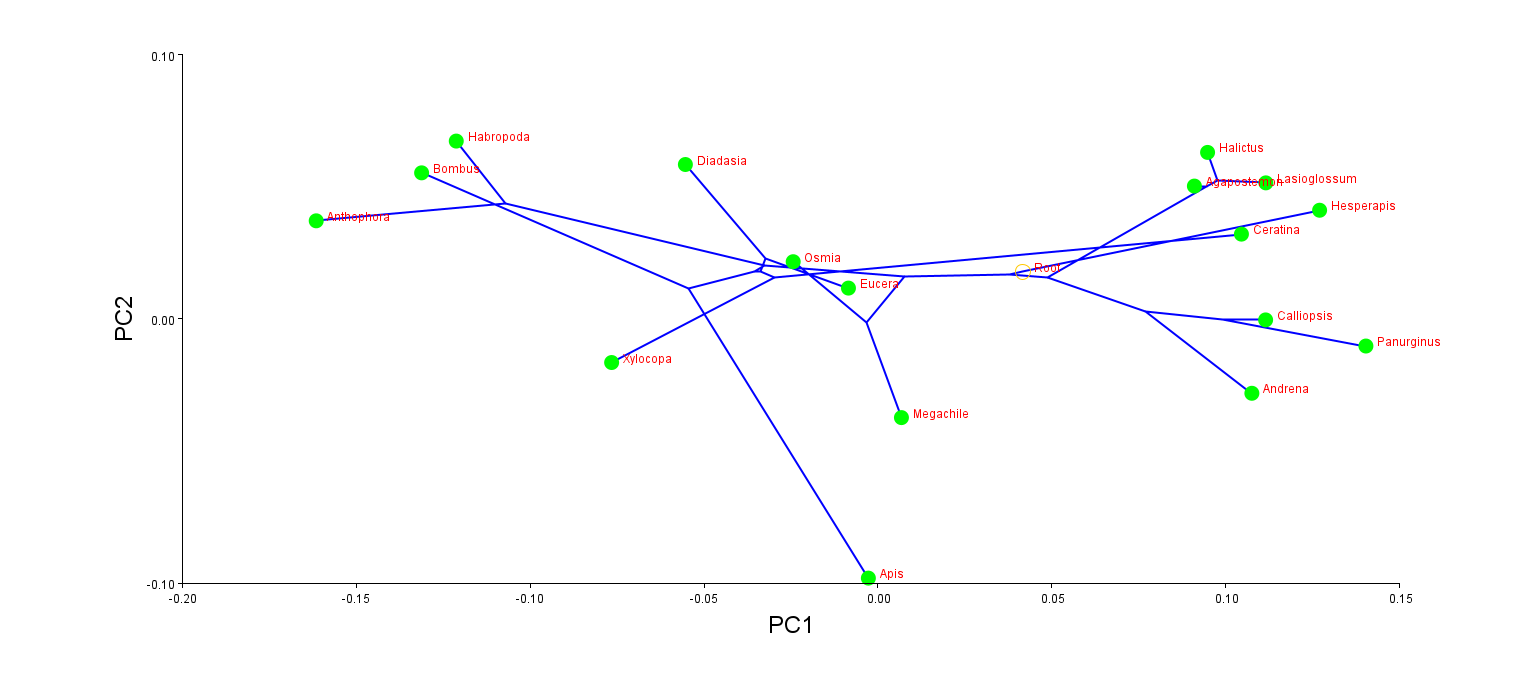 0.10
Habropoda
Halictus
Diadasia
Bombus
Lasioglossum
Agapostemon
Hesperapis
Anthophora
Ceratina
Osmia
Root
Eucera
PC2
0.00
Calliopsis
Panurginus
Xylocopa
Andrena
Megachile
Apis
-0.10
-0.20 -0.15 -0.10 -0.05 0.00 0.05 0.10 0.15
PC1